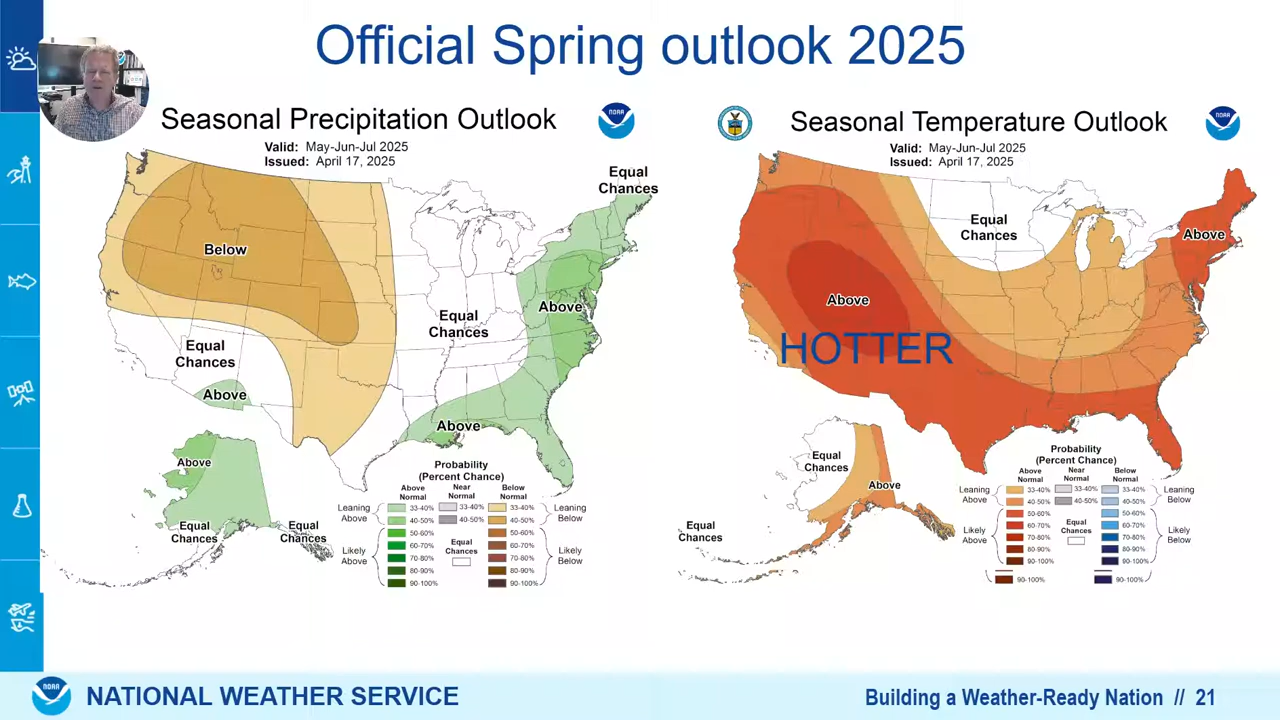 Official Spring outlook 2025
Seasonal Precipitation Outlook
NOAA
Valid: May-Jun-Jul 2025
Issued: April 17, 2025
Equal
Chances
Below
Above
Equal
Chances
Equal
Chances
Above
Above
Above
Equal
Chances
Equal
Chances
Probability
(Percent Chance)
Above
Normal
Near
Normal
Below
Normal
Leaning
Above
33-40% 33-40% 33-40%
40-50% 40-50% 40-50%
Leaning
Below
Likely
Above
50-60% 50-60%
60-70% 60-70%
70-80% 70-80%
80-90% 80-90%
90-100% 90-100%
Equal
Chances
Likely
Below
Seasonal Temperature Outlook
NOAA
Valid: May-Jun-Jul 2025
Issued: April 17, 2025
Equal
Chances
Above
Above
HOTTER
Equal
Chances
Above
Equal
Chances
Probability
(Percent Chance)
Above
Normal
Near
Normal
Below
Normal
Leaning
Above
33-40% 33-40% 33-40%
40-50% 40-50% 40-50%
Leaning
Below
Likely
Above
50-60% 50-60%
60-70% 60-70%
70-80% 70-80%
80-90% 80-90%
90-100% 90-100%
Equal
Chances
Likely
Below
90-100% 90-100%
NOAA
NATIONAL WEATHER SERVICE
Building a Weather-Ready Nation // 21